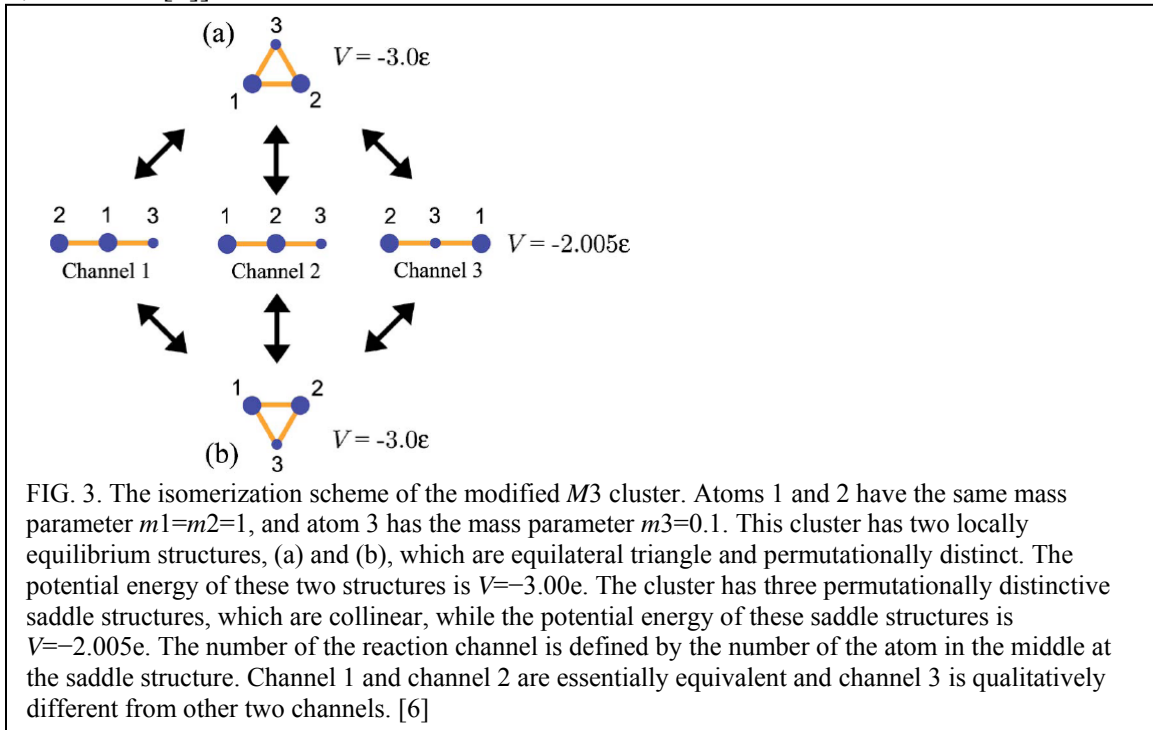 (a)
3
V = -3.0ε
1
2
2 1 3
1 2 3
2 3 1
V = -2.005ε
Channel 1
Channel 2
Channel 3
1
2
(b)
3
V = -3.0ε
FIG. 3. The isomerization scheme of the modified M3 cluster. Atoms 1 and 2 have the same mass
parameter m1=m2=1, and atom 3 has the mass parameter m3=0.1. This cluster has two locally
equilibrium structures, (a) and (b), which are equilateral triangle and permutationally distinct. The
potential energy of these two structures is V=−3.00e. The cluster has three permutationally distinctive
saddle structures, which are collinear, while the potential energy of these saddle structures is
V=−2.005e. The number of the reaction channel is defined by the number of the atom in the middle at
the saddle structure. Channel 1 and channel 2 are essentially equivalent and channel 3 is qualitatively
different from other two channels. [6]